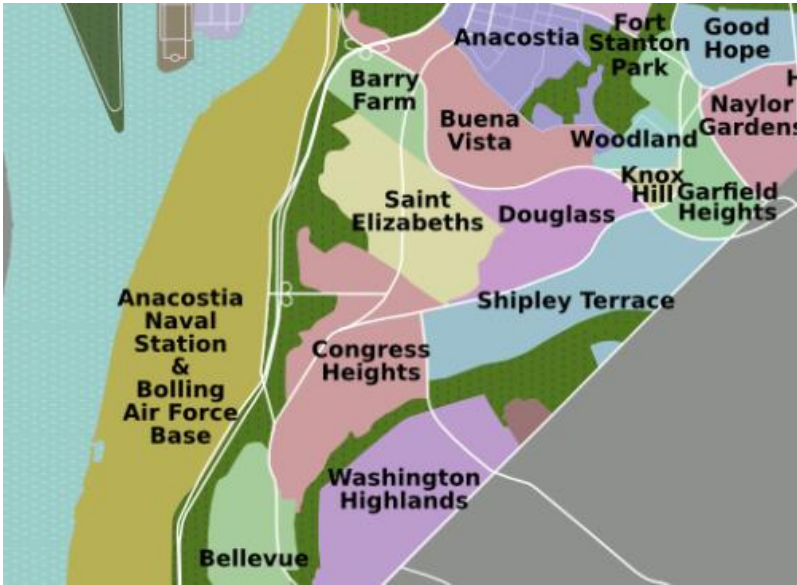 Anacostia
Fort
Stanton
Park
Good
Hope
Barry
Farm
Buena
Vista
Woodland
H
Naylor
Gardens
Saint
Elizabeths
Douglass
Knox
Hill
Garfield
Heights
Anacostia
Naval
Station
&
Bolling
Air Force
Base
Shipley Terrace
Congress
Heights
Washington
Highlands
Bellevue